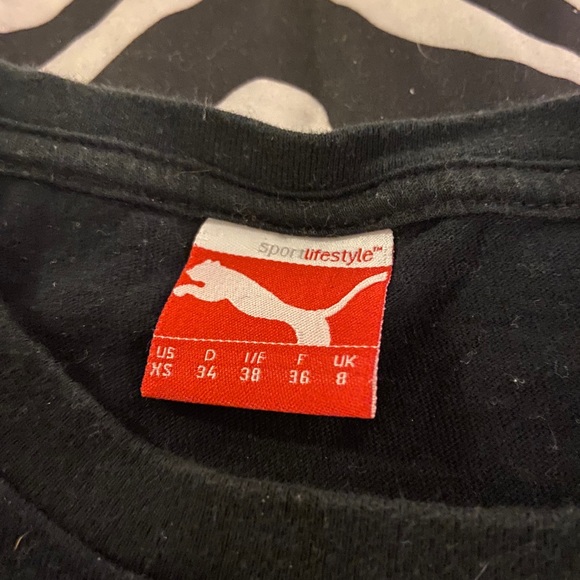 sportlifestyle™
US D I/E F UK
XS 34 38 36 8